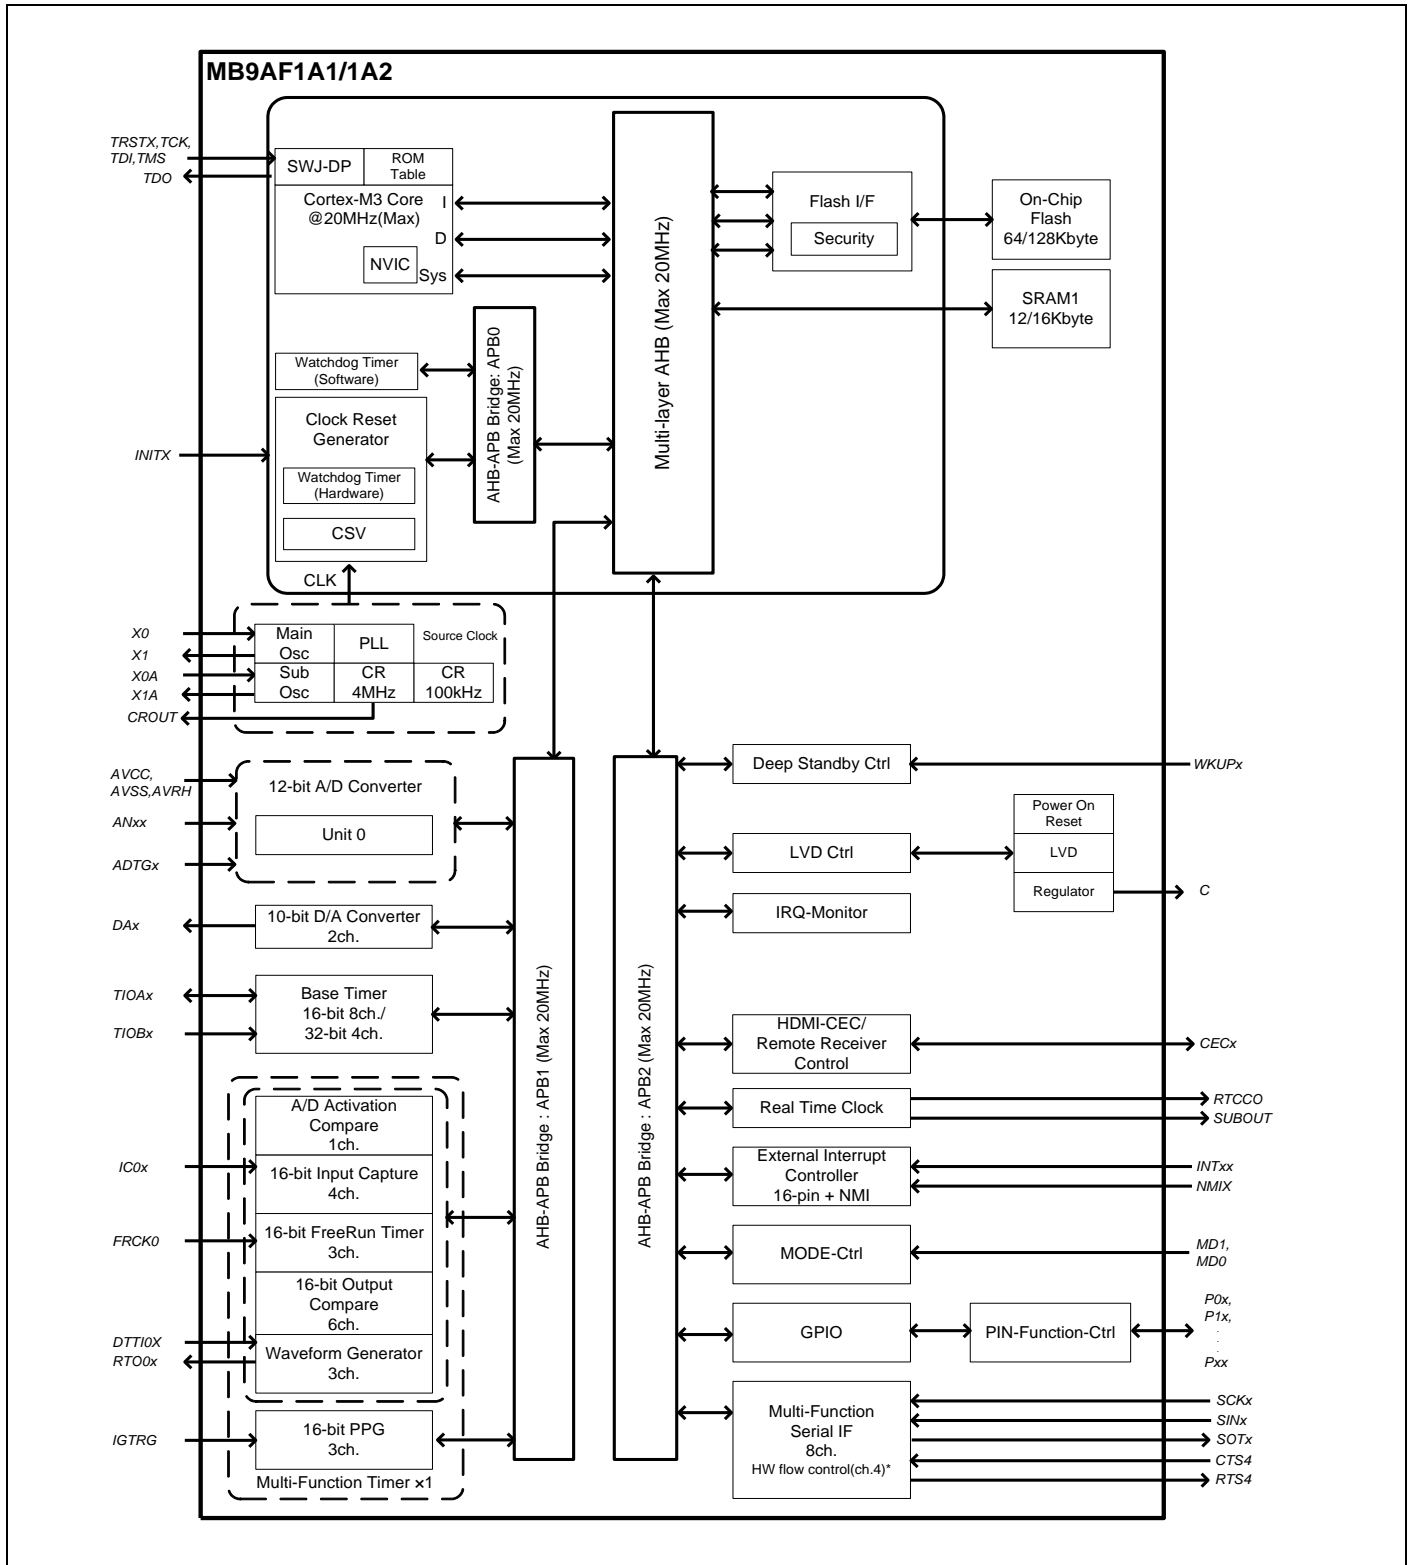 MB9AF1A1/1A2
TRSTX,TCK,
TDI,TMS
TDO
SWJ-DP
ROM
Table
Cortex-M3 Core
@20MHz(Max)
I
D
Sys
NVIC
Multi-layer AHB (Max 20MHz)
Flash I/F
Security
On-Chip
Flash
64/128Kbyte
SRAM1
12/16Kbyte
Watchdog Timer
(Software)
Clock Reset
Generator
Watchdog Timer
(Hardware)
CSV
AHB-APB Bridge: APB0
(Max 20MHz)
INITX
CLK
X0
X1
X0A
X1A
CROUT
Main
Osc
PLL
Source Clock
Sub
Osc
CR
4MHz
CR
100kHz
AVCC,
AVSS,AVRH
ANxx
ADTGx
12-bit A/D Converter
Unit 0
DAx
10-bit D/A Converter
2ch.
TIOAx
TIOBx
Base Timer
16-bit 8ch./
32-bit 4ch.
A/D Activation
Compare
1ch.
IC0x
16-bit Input Capture
4ch.
FRCK0
16-bit FreeRun Timer
3ch.
16-bit Output
Compare
6ch.
DTTI0X
RTO0x
Waveform Generator
3ch.
IGTRG
16-bit PPG
3ch.
Multi-Function Timer ×1
AHB-APB Bridge : APB1 (Max 20MHz)
AHB-APB Bridge : APB2 (Max 20MHz)
Deep Standby Ctrl
WKUPx
LVD Ctrl
Power On
Reset
LVD
Regulator
C
IRQ-Monitor
HDMI-CEC/
Remote Receiver
Control
CECx
Real Time Clock
RTCCO
SUBOUT
External Interrupt
Controller
16-pin + NMI
INTxx
NMIX
MODE-Ctrl
MD1,
MD0
GPIO
PIN-Function-Ctrl
P0x,
P1x,
.
.
.
Pxx
Multi-Function
Serial IF
8ch.
HW flow control(ch.4)*
SCKx
SINx
SOTx
CTS4
RTS4